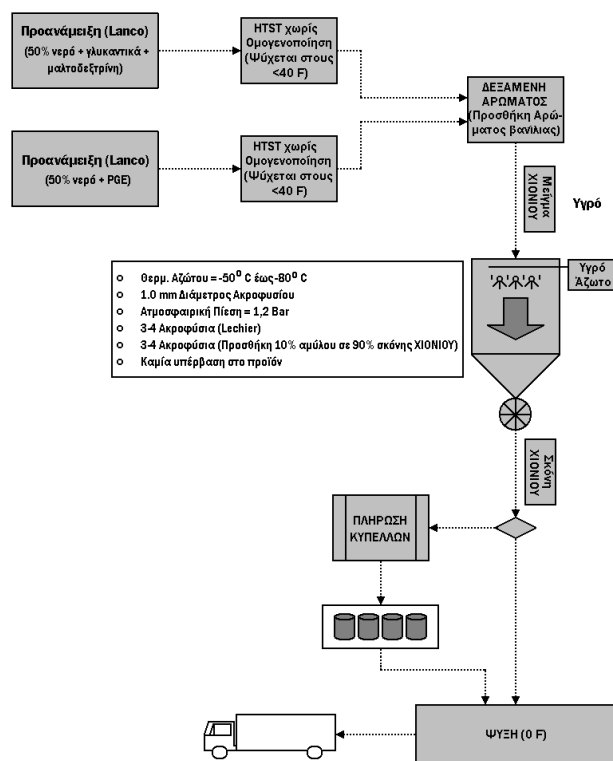 Προανάμειξη (Lanco)
(50% νερό + γλυκαντικά +
μαλτοδεξτρίνη)
HTST χωρίς
Ομογενοποίηση
(Ψύχεται στους
<40 F)
Προανάμειξη (Lanco)
(50% νερό + PGE)
HTST χωρίς
Ομογενοποίηση
(Ψύχεται στους
<40 F)
ΔΕΞΑΜΕΝΗ
ΑΡΩΜΑΤΟΣ
(Προσθήκη Αρώ-
ματος βανίλιας)
Μείγμα
ΧΙΟΝΙΟΥ
Υγρό
Υγρό
Άζωτο
Θερμ. Αζώτου = -50⁰ C έως -80⁰ C
1.0 mm Διάμετρος Ακροφυσίου
Ατμοσφαιρική Πίεση = 1,2 Bar
3-4 Ακροφύσια (Lechier)
3-4 Ακροφύσια (Προσθήκη 10% αμύλου σε 90% σκόνης ΧΙΟΝΙΟΥ)
Καμία υπέρβαση στο προϊόν
Σκόνη
ΧΙΟΝΙΟΥ
ΠΛΗΡΩΣΗ
ΚΥΠΕΛΛΩΝ
ΨΥΞΗ (0 F)